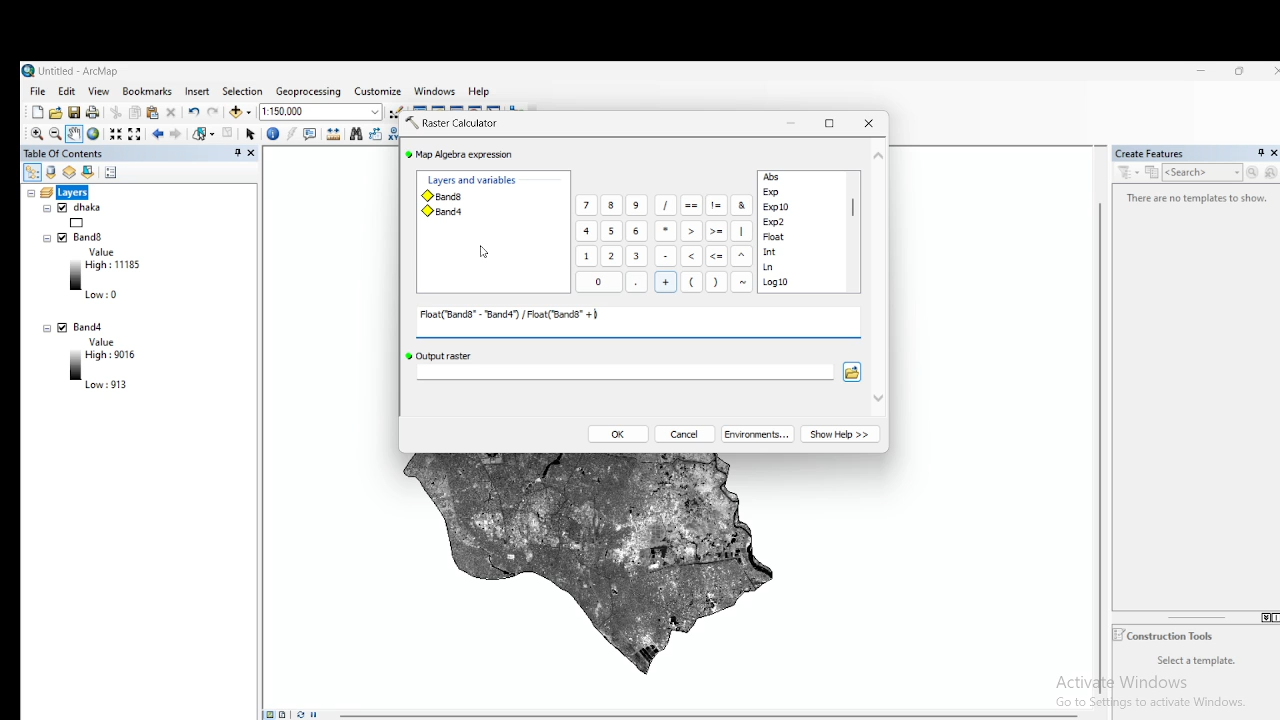 Untitled - ArcMap
File Edit View Bookmarks Insert Selection Geoprocessing Customize Windows Help
1:150,000
Table Of Contents
Layers
dhaka
Band8
Value
High : 11185
Low : 0
Band4
Value
High : 9016
Low : 913
Raster Calculator
Map Algebra expression
Layers and variables
Band8
Band4
7 8 9 / == != &
4 5 6 * > >= |
1 2 3 - < <= ^
0 . + ( ) ~
Abs
Exp
Exp10
Exp2
Float
Int
Ln
Log10
Float("Band8" - "Band4") / Float("Band8" + )
Output raster
OK Cancel Environments... Show Help >>
Create Features
<Search>
There are no templates to show.
Construction Tools
Select a template.
Activate Windows
Go to Settings to activate Windows.